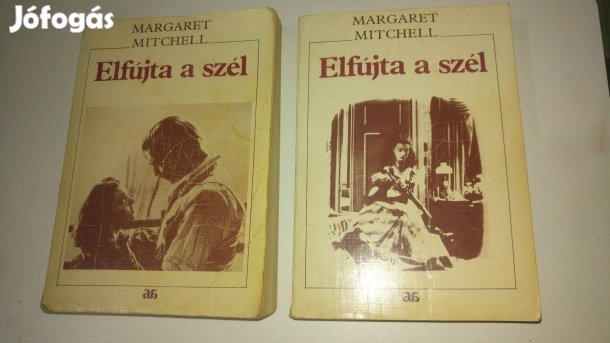 Jófogás
MARGARET
MITCHELL
Elfújta a szél
MARGARET
MITCHELL
Elfújta a szél